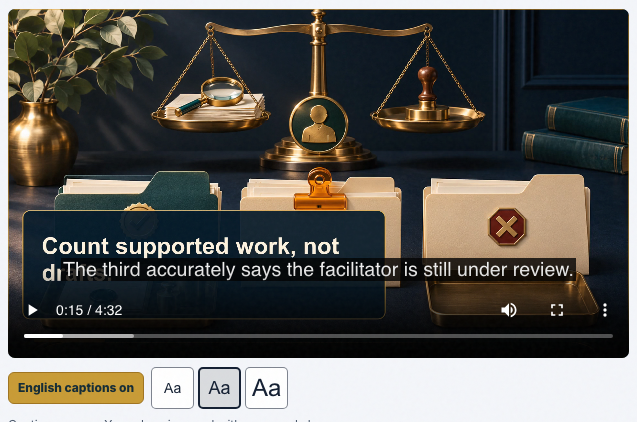 Count supported work, not
The third accurately says the facilitator is still under review.
0:15 / 4:32
English captions on
Aa
Aa
Aa